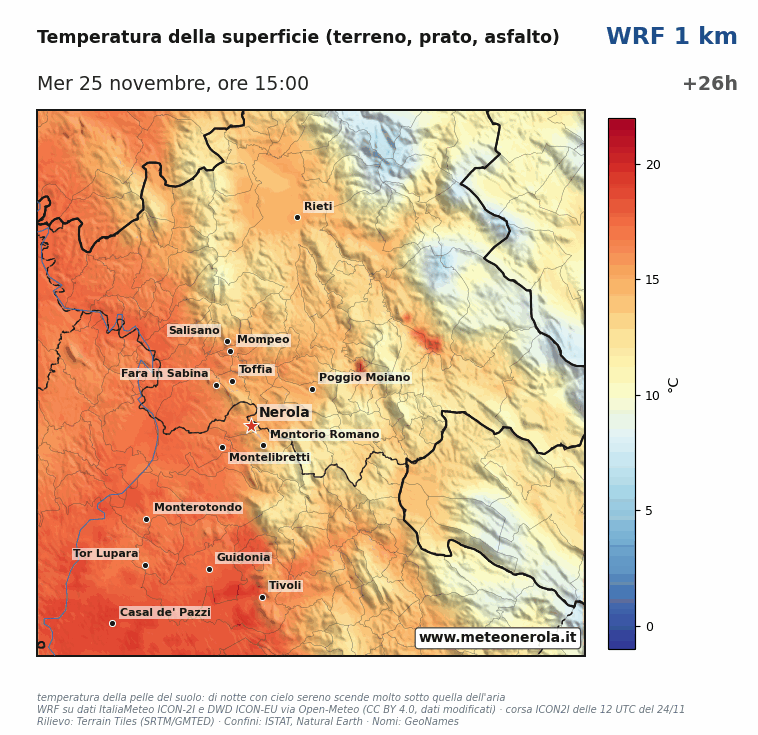 Temperatura della superficie (terreno, prato, asfalto)
WRF 1 km
Mer 25 novembre, ore 15:00
+26h
Rieti
Salisano
Mompeo
Fara in Sabina
Toffia
Poggio Moiano
Nerola
Montorio Romano
Montelibretti
Monterotondo
Tor Lupara
Guidonia
Tivoli
Casal de' Pazzi
www.meteonerola.it
20
15
10
5
0
°C
temperatura della pelle del suolo: di notte con cielo sereno scende molto sotto quella dell'aria
WRF su dati ItaliaMeteo ICON-2I e DWD ICON-EU via Open-Meteo (CC BY 4.0, dati modificati) · corsa ICON2I delle 12 UTC del 24/11
Rilievo: Terrain Tiles (SRTM/GMTED) · Confini: ISTAT, Natural Earth · Nomi: GeoNames